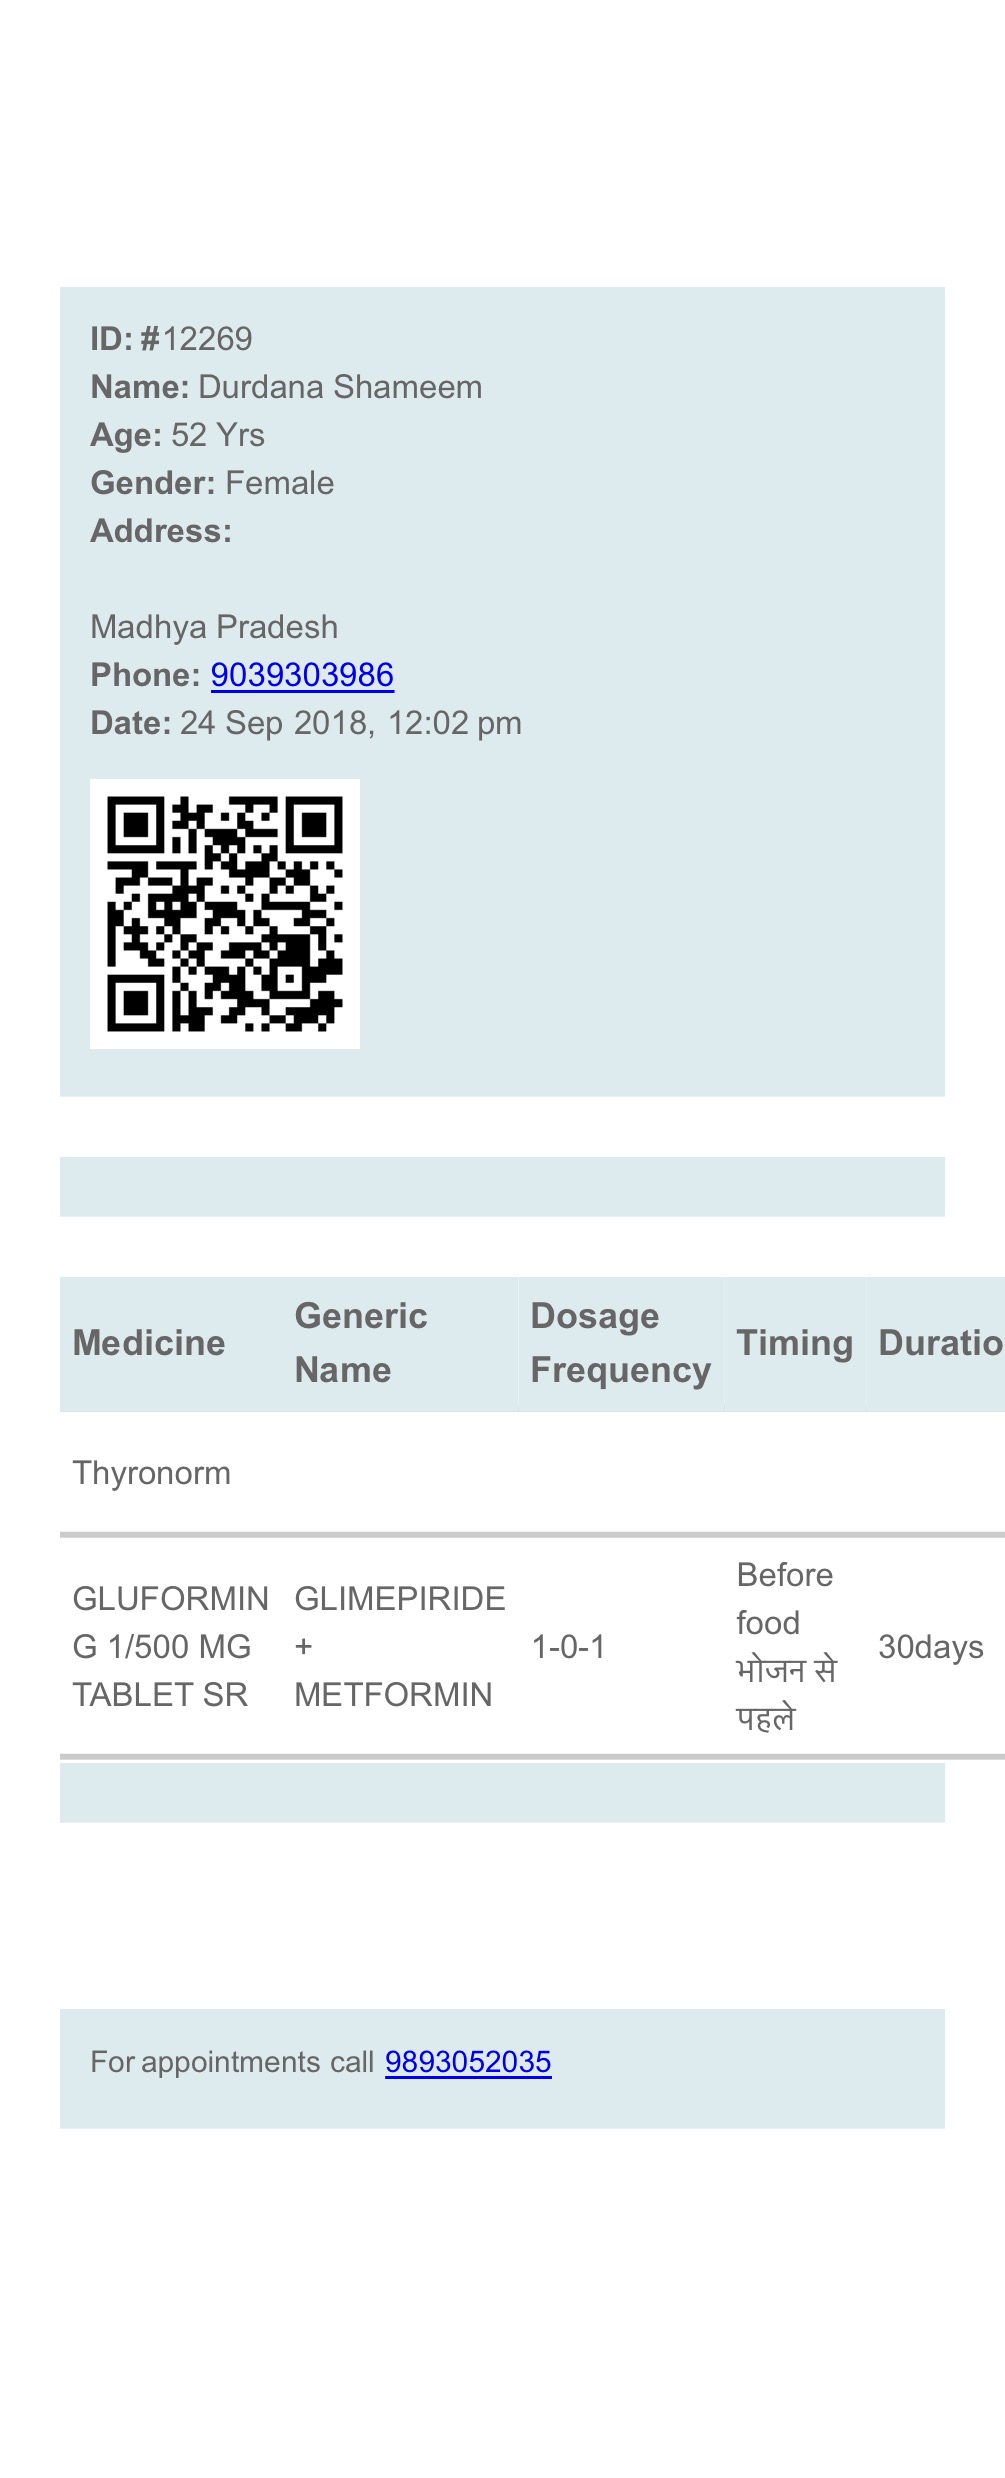 ID: #12269
Name: Durdana Shameem
Age: 52 Yrs
Gender: Female
Address:
Madhya Pradesh
Phone: 9039303986
Date: 24 Sep 2018, 12:02 pm
Medicine Generic Name Dosage Frequency Timing Duratio
Thyronorm
GLUFORMIN G 1/500 MG TABLET SR GLIMEPIRIDE + METFORMIN 1-0-1 Before food भोजन से पहले 30days
For appointments call 9893052035